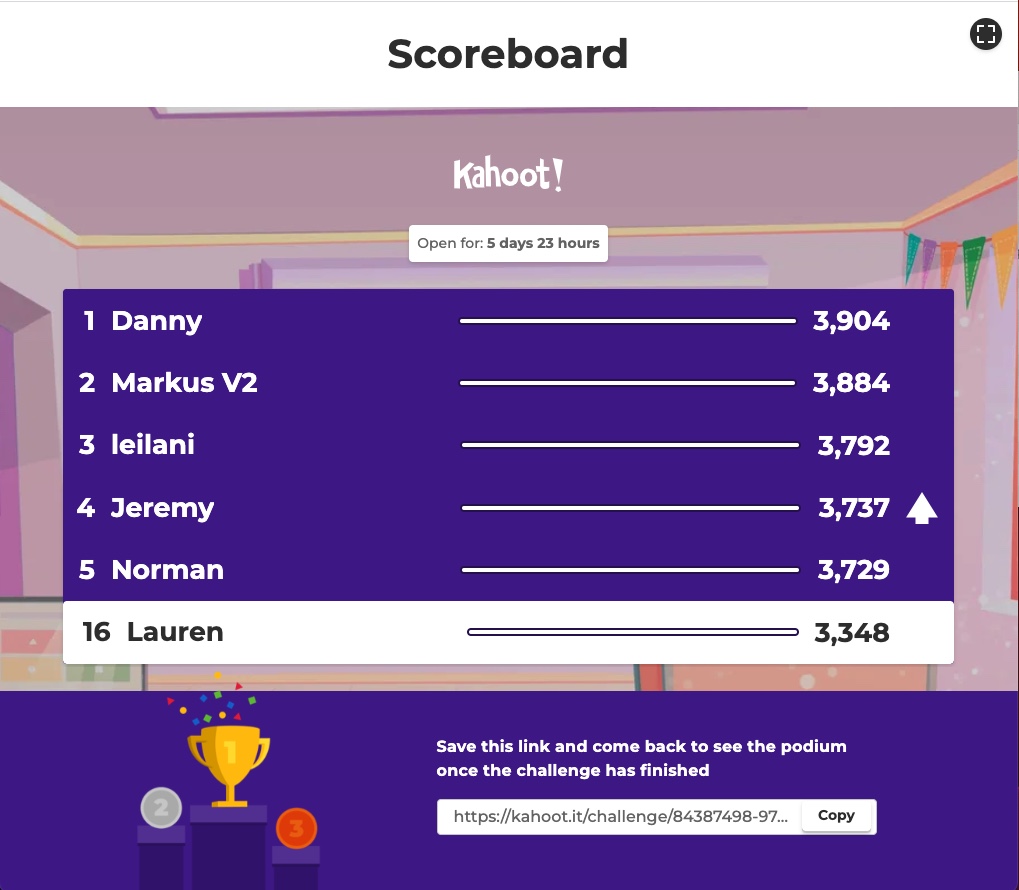 Scoreboard
Kahoot!
Open for: 5 days 23 hours
1 Danny 3,904
2 Markus V2 3,884
3 leilani 3,792
4 Jeremy 3,737
5 Norman 3,729
16 Lauren 3,348
1
2
3
Save this link and come back to see the podium
once the challenge has finished
https://kahoot.it/challenge/84387498-97... Copy